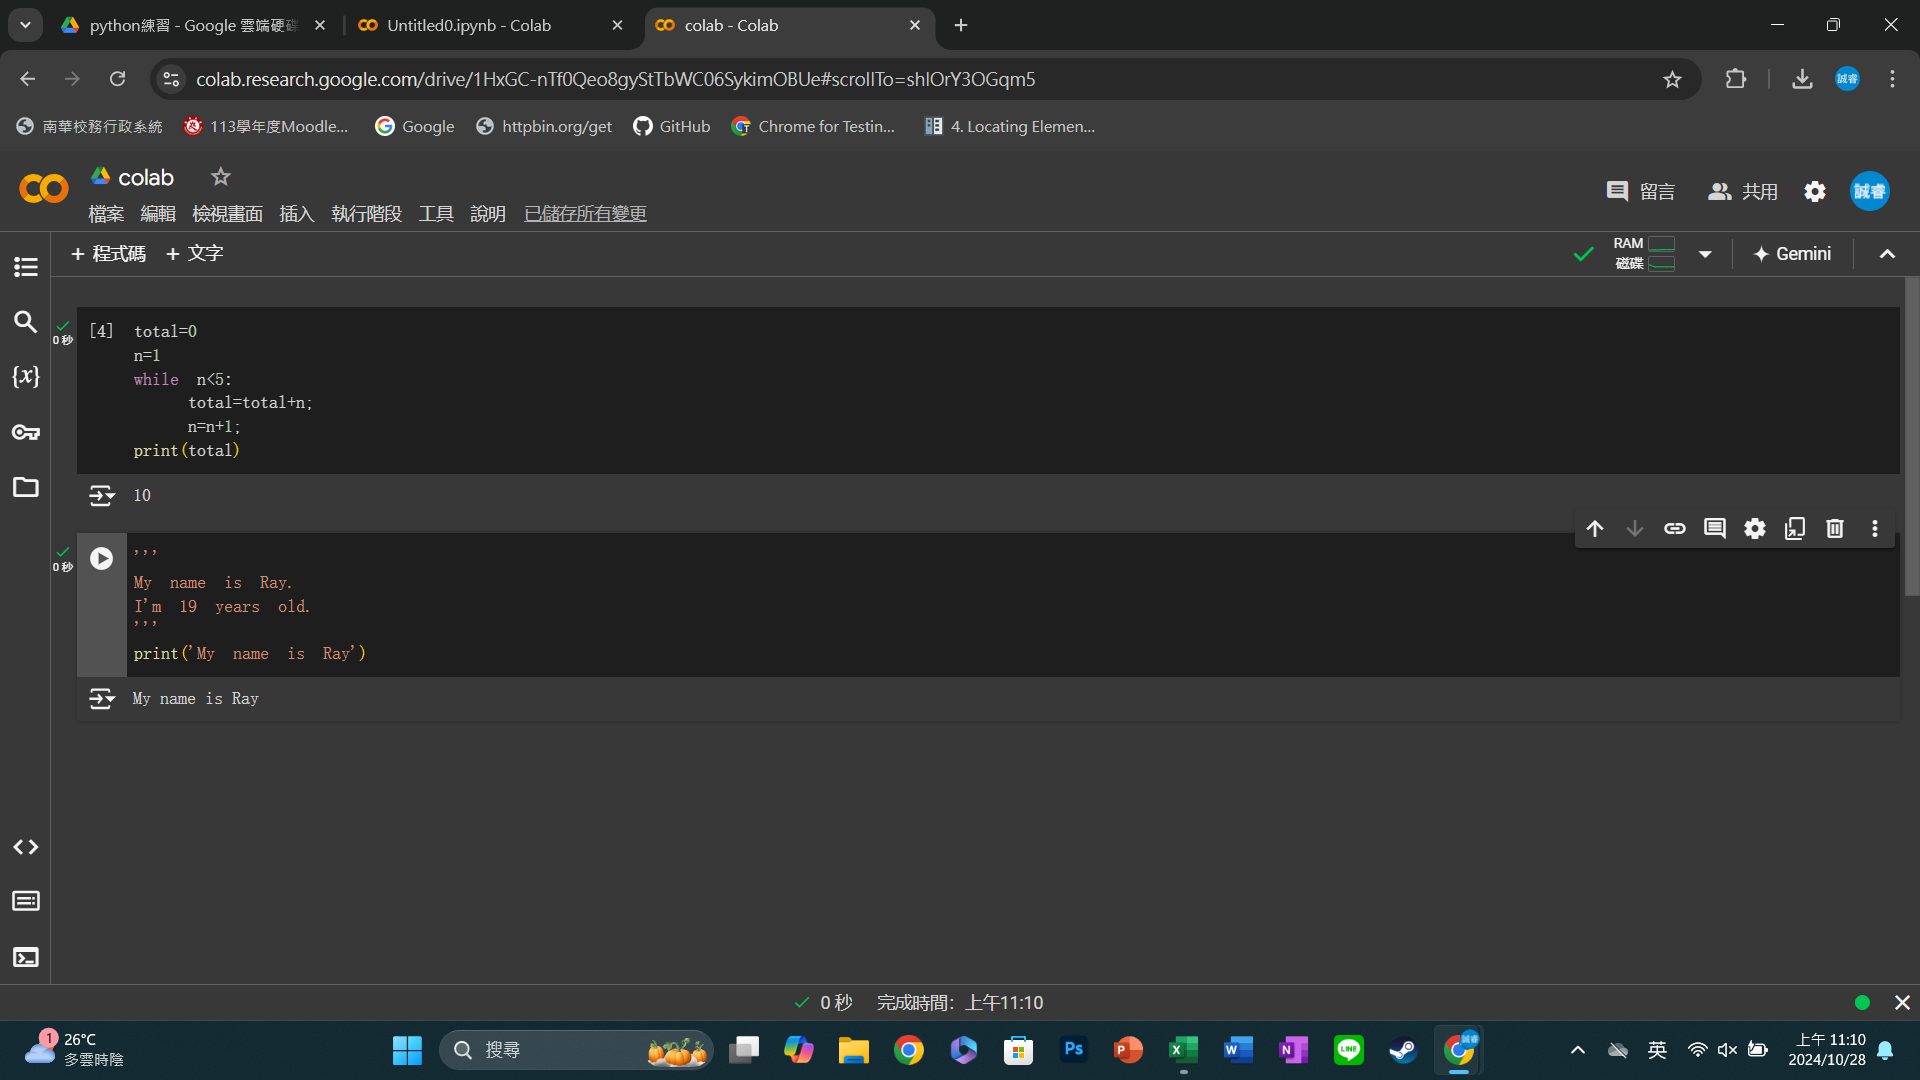 python練習 - Google 雲端硬碟
Untitled0.ipynb - Colab
colab - Colab
colab.research.google.com/drive/1HxGC-nTf0Qeo8gyStTbWC06SykimOBUe#scrollTo=shlOrY3OGqm5
誠睿
南華校務行政系統
113學年度Moodle...
Google
httpbin.org/get
GitHub
Chrome for Testin...
4. Locating Elemen...
colab
留言
共用
誠睿
檔案 編輯 檢視畫面 插入 執行階段 工具 說明 已儲存所有變更
+ 程式碼 + 文字
RAM
磁碟
Gemini
{x}
0 秒
[4]
total=0
n=1
while n<5:
total=total+n;
n=n+1;
print(total)
10
0 秒
'''
My name is Ray.
I'm 19 years old.
'''
print('My name is Ray')
My name is Ray
0 秒 完成時間: 上午11:10
1
26°C
多雲時陰
搜尋
Ps
P
X
W
N
LINE
誠睿
英
上午 11:10
2024/10/28